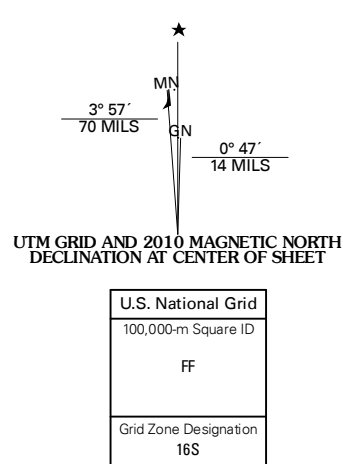 ★
MN
3° 57´
70 MILS
GN
0° 47´
14 MILS
UTM GRID AND 2010 MAGNETIC NORTH
DECLINATION AT CENTER OF SHEET
U.S. National Grid
100,000-m Square ID
FF
Grid Zone Designation
16S